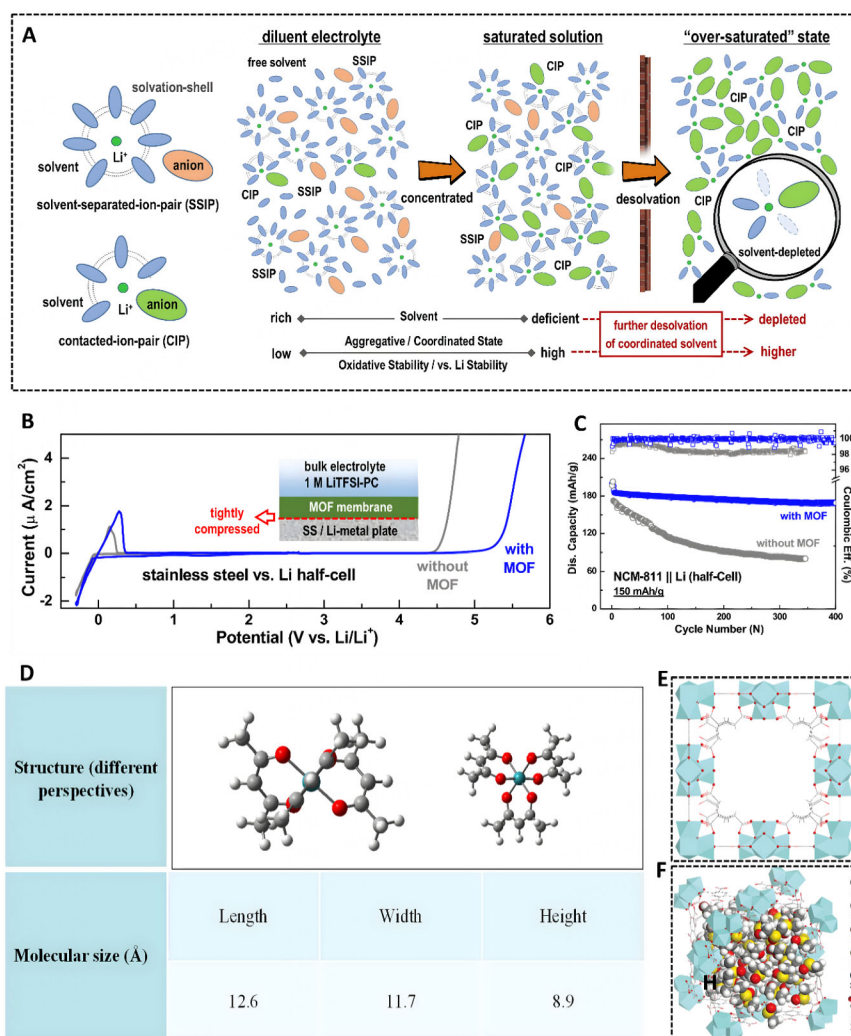 A
diluent electrolyte
saturated solution
"over-saturated" state
free solvent
SSIP
CIP
CIP
solvation-shell
Li+
solvent
anion
solvent-separated-ion-pair (SSIP)
CIP
SSIP
concentrated
desolvation
CIP
CIP
solvent-depleted
solvent
Li+
anion
contacted-ion-pair (CIP)
SSIP
SSIP
CIP
rich
Solvent
deficient
further desolvation
of coordinated solvent
depleted
low
Aggregative / Coordinated State
Oxidative Stability / vs. Li Stability
high
higher
B
Current (μ A/cm2)
4
2
0
-2
bulk electrolyte
1 M LiTFSI-PC
MOF membrane
SS / Li-metal plate
tightly
compressed
stainless steel vs. Li half-cell
without
MOF
with
MOF
0 1 2 3 4 5 6
Potential (V vs. Li/Li+)
C
Dis. Capacity (mAh/g)
240
180
120
60
100
98
96
Coulombic Eff. (%)
with MOF
without MOF
NCM-811 || Li (half-Cell)
150 mAh/g
0 100 200 300 400
Cycle Number (N)
D
Structure (different
perspectives)
Molecular size (Å)
Length Width Height
12.6 11.7 8.9
E
F
H